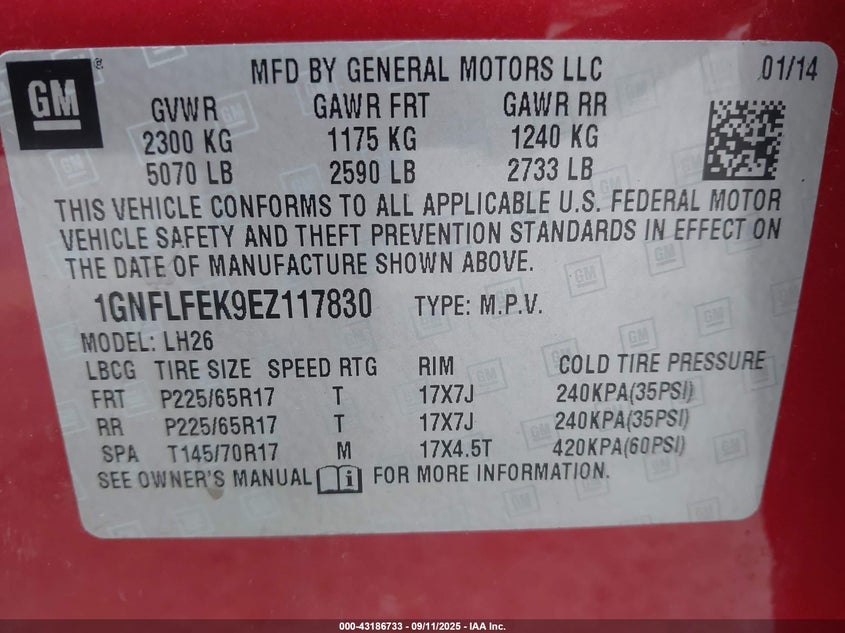 GM ® MFD BY GENERAL MOTORS LLC 01/14
GVWR GAWR FRT GAWR RR
2300 KG 1175 KG 1240 KG
5070 LB 2590 LB 2733 LB
THIS VEHICLE CONFORMS TO ALL APPLICABLE U.S. FEDERAL MOTOR
VEHICLE SAFETY AND THEFT PREVENTION STANDARDS IN EFFECT ON
THE DATE OF MANUFACTURE SHOWN ABOVE.
1GNFLFEK9EZ117830 TYPE: M.P.V.
MODEL: LH26
LBCG TIRE SIZE SPEED RTG RIM COLD TIRE PRESSURE
FRT P225/65R17 T 17X7J 240KPA(35PSI)
RR P225/65R17 T 17X7J 240KPA(35PSI)
SPA T145/70R17 M 17X4.5T 420KPA(60PSI)
SEE OWNER'S MANUAL i FOR MORE INFORMATION.
000-43186733 - 09/11/2025 - IAA Inc.